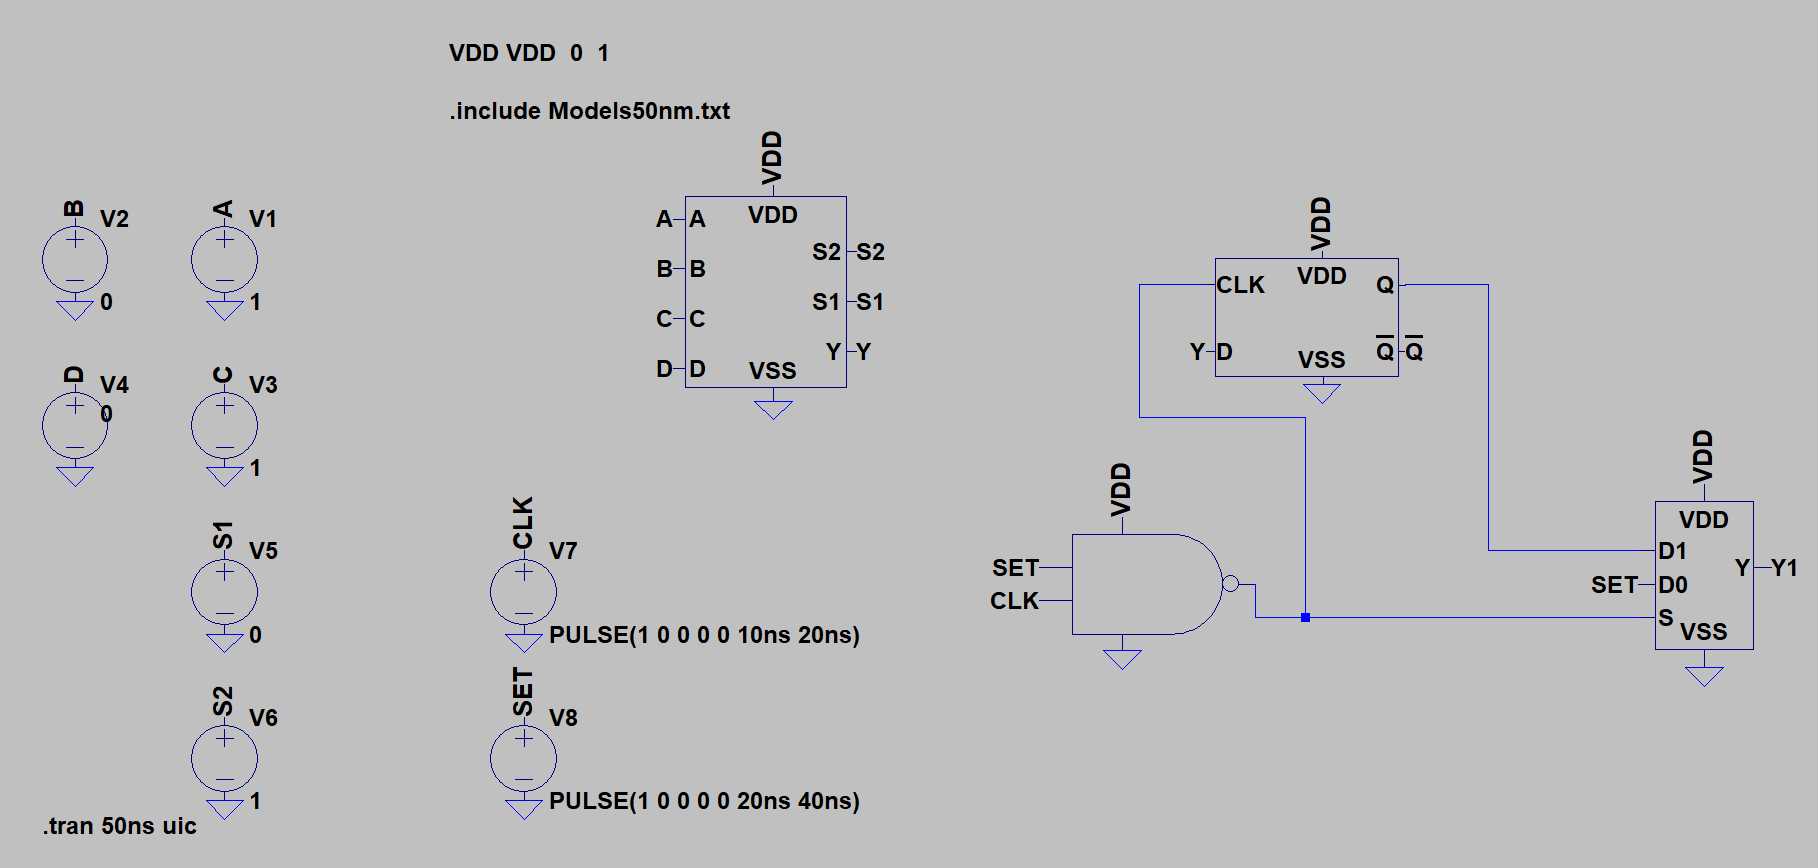 VDD VDD 0 1
.include Models50nm.txt
B
V2
0
A
V1
1
D
V4
0
C
V3
1
S1
V5
0
S2
V6
1
.tran 50ns uic
CLK
V7
PULSE(1 0 0 0 0 10ns 20ns)
SET
V8
PULSE(1 0 0 0 0 20ns 40ns)
VDD
VDD
A A
B B
C C
D D
S2 S2
S1 S1
Y Y
VSS
VDD
SET
CLK
VDD
CLK VDD Q
Y D VSS Q̅ Q̅
VDD
VDD
D1
SET D0
S
Y Y1
VSS